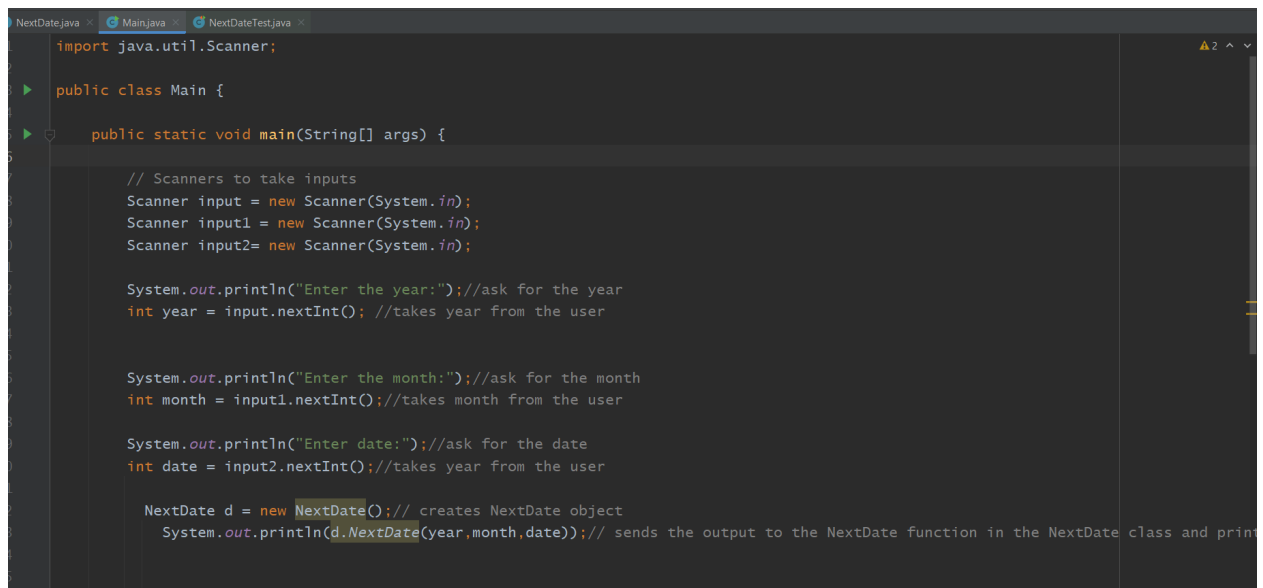 NextDate.java Main.java NextDateTest.java
import java.util.Scanner;
2
public class Main {
public static void main(String[] args) {
// Scanners to take inputs
Scanner input = new Scanner(System.in);
Scanner input1 = new Scanner(System.in);
Scanner input2= new Scanner(System.in);
System.out.println("Enter the year:");//ask for the year
int year = input.nextInt(); //takes year from the user
System.out.println("Enter the month:");//ask for the month
int month = input1.nextInt();//takes month from the user
System.out.println("Enter date:");//ask for the date
int date = input2.nextInt();//takes year from the user
NextDate d = new NextDate();// creates NextDate object
System.out.println(d.NextDate(year,month,date));// sends the output to the NextDate function in the NextDate class and print